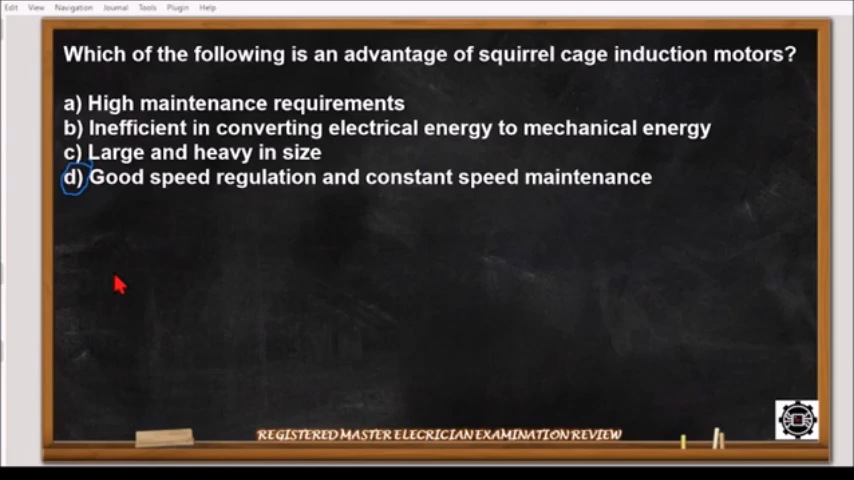 Edit View Navigation Journal Tools Plugin Help
Which of the following is an advantage of squirrel cage induction motors?
a) High maintenance requirements
b) Inefficient in converting electrical energy to mechanical energy
c) Large and heavy in size
d) Good speed regulation and constant speed maintenance
REGISTERED MASTER ELECRICIAN EXAMINATION REVIEW